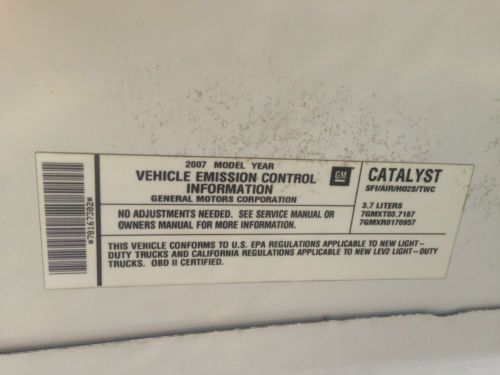 *78167302*
2007 MODEL YEAR
VEHICLE EMISSION CONTROL
INFORMATION
GENERAL MOTORS CORPORATION
GM
NO ADJUSTMENTS NEEDED. SEE SERVICE MANUAL OR
OWNERS MANUAL FOR MORE INFORMATION.
CATALYST
SFI/AIR/HO2S/TWC
3.7 LITERS
7GMXT03.7187
7GMXR0170957
THIS VEHICLE CONFORMS TO U.S. EPA REGULATIONS APPLICABLE TO NEW LIGHT-
DUTY TRUCKS AND CALIFORNIA REGULATIONS APPLICABLE TO NEW LEV2 LIGHT-DUTY
TRUCKS. OBD II CERTIFIED.